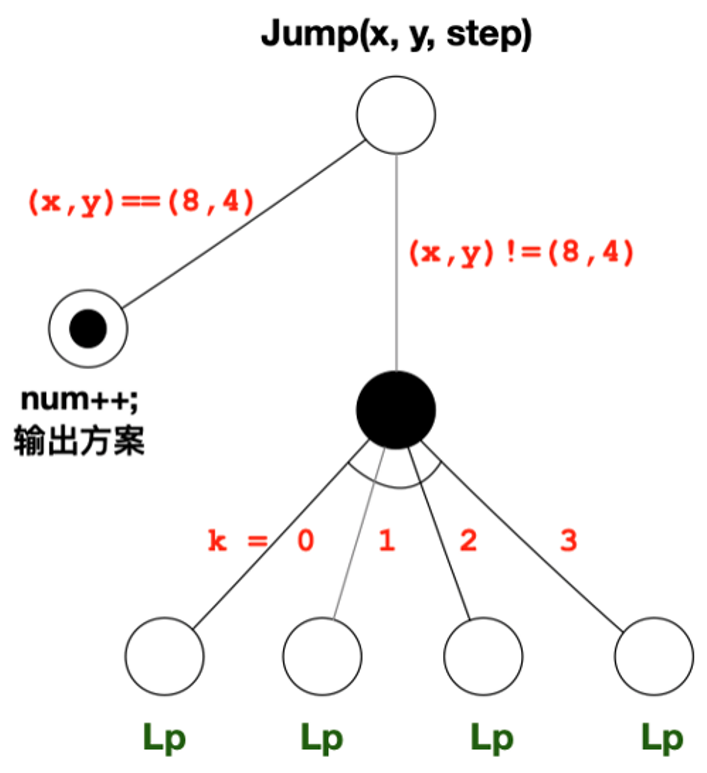 Jump(x, y, step)
(x,y)==(8,4)
(x,y)!=(8,4)
num++;
输出方案
k = 0 1 2 3
Lp Lp Lp Lp